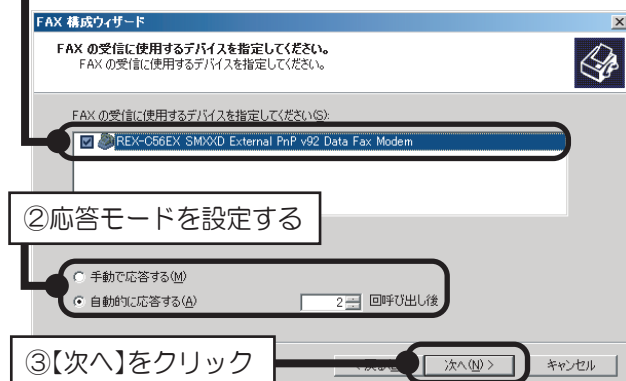 FAX 構成ウィザード
FAX の受信に使用するデバイスを指定してください。
FAX の受信に使用するデバイスを指定してください。
FAX の受信に使用するデバイスを指定してください(S):
REX-C56EX SMXXD External PnP v92 Data Fax Modem
②応答モードを設定する
手動で応答する(M)
自動的に応答する(A) 2 回呼び出し後
③【次へ】をクリック
次へ(N) > キャンセル